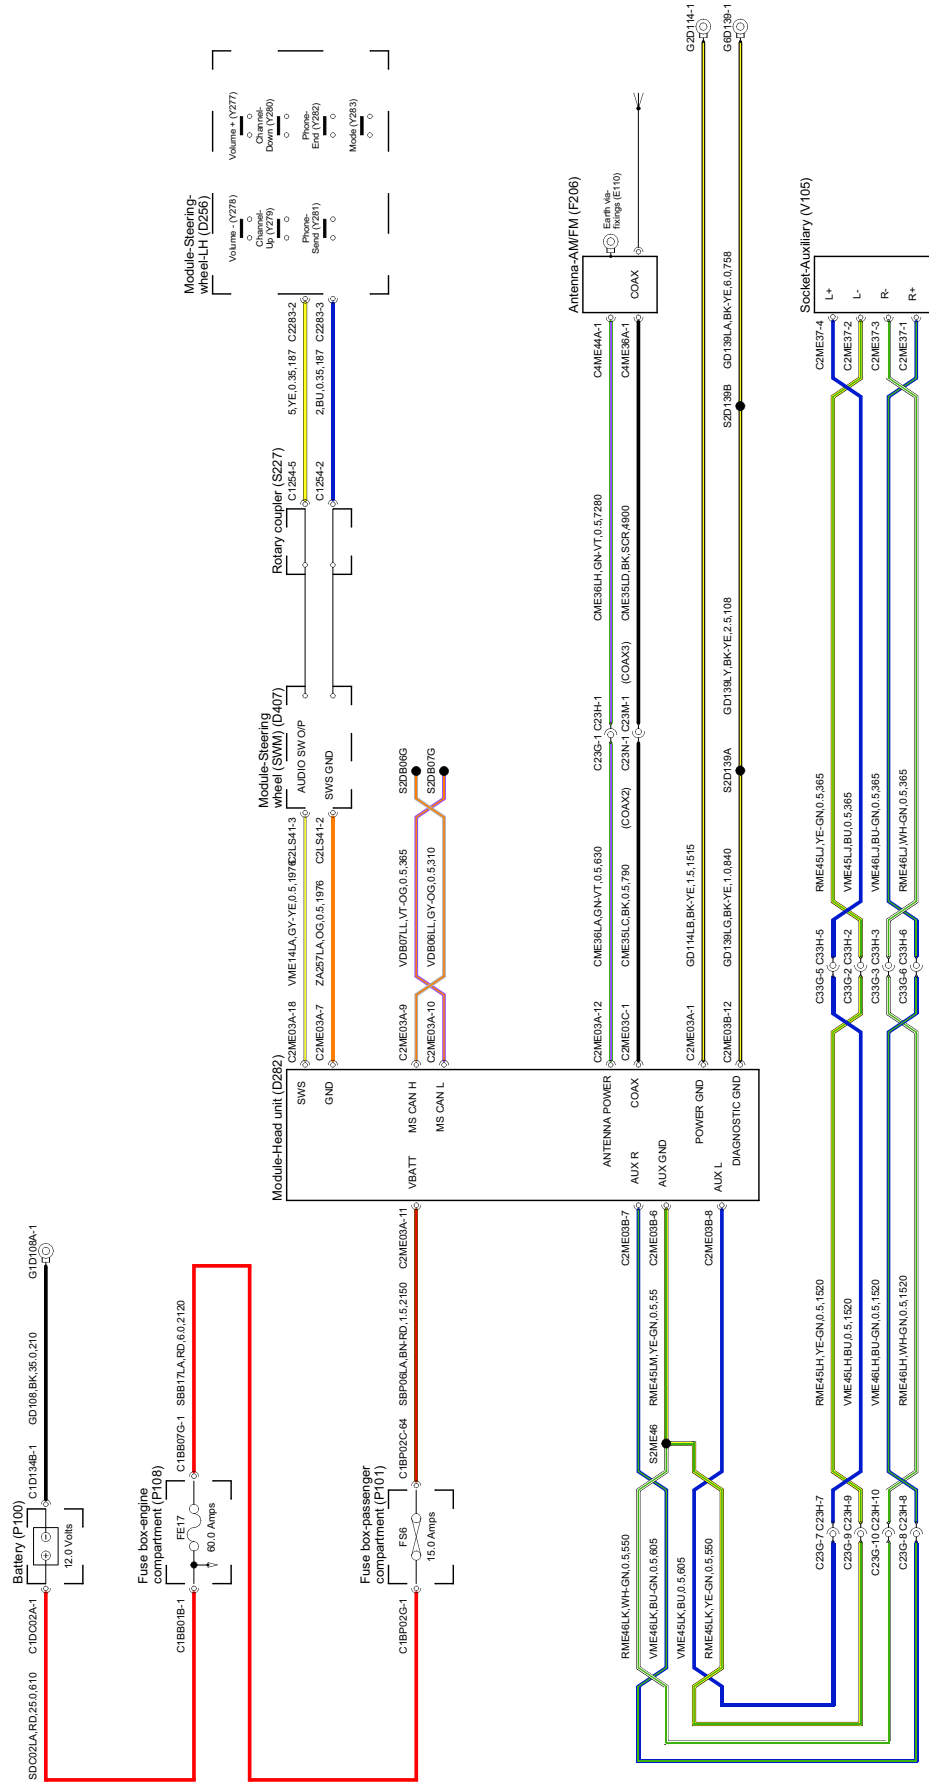 Battery (P100)
12.0 Volts
C1DC02A-1
C1D134B-1
SDC02LA,RD,25.0,610
GD108,BK,35.0,210
G1D108A-1
Fuse box-engine
compartment (P108)
FE17
60.0 Amps
C1BB01B-1
C1BB07G-1
SBB17LA,RD,6.0,2120
Fuse box-passenger
compartment (P101)
FS6
15.0 Amps
C1BP02G-1
C1BP02C-64
SBP06LA,BN-RD,1.5,2150
C2ME03A-11
Module-Head unit (D282)
SWS
GND
VBATT
MS CAN H
MS CAN L
ANTENNA POWER
AUX R
COAX
AUX GND
POWER GND
AUX L
DIAGNOSTIC GND
C2ME03A-18
VME14LA,GY-YE,0.5,1976
C2LS41-3
C2ME03A-7
ZA257LA,OG,0.5,1976
C2LS41-2
Module-Steering
wheel (SWM) (D407)
AUDIO SW O/P
SWS GND
Rotary coupler (S227)
C1254-5
5,YE,0.35,187
C2283-2
C1254-2
2,BU,0.35,187
C2283-3
Module-Steering-
wheel-LH (D256)
Volume - (Y278)
Volume + (Y277)
Channel-
Up (Y279)
Channel-
Down (Y280)
Phone-
Send (Y281)
Phone-
End (Y282)
Mode (Y283)
C2ME03A-9
VDB07LL,VT-OG,0.5,365
S2DB06G
C2ME03A-10
VDB06LL,GY-OG,0.5,310
S2DB07G
C2ME03A-12
CME36LA,GN-VT,0.5,630
C23G-1
C23H-1
CME36LH,GN-VT,0.5,7280
C4ME44A-1
C2ME03C-1
CME35LC,BK,0.5,790
(COAX2)
C23N-1
C23M-1
(COAX3)
CME35LD,BK,SCR,4900
C4ME36A-1
Antenna-AM/FM (F206)
COAX
Earth via-
fixings (E110)
C2ME03A-1
GD114LB,BK-YE,1.5,1515
G2D114-1
C2ME03B-12
GD139LG,BK-YE,1.0,840
S2D139A
GD139LY,BK-YE,2.5,108
S2D139B
GD139LA,BK-YE,6.0,758
G6D139-1
C2ME03B-7
C2ME03B-6
C2ME03B-8
RME45LM,YE-GN,0.5,55
S2ME46
RME46LK,WH-GN,0.5,550
VME46LK,BU-GN,0.5,605
VME45LK,BU,0.5,605
RME45LK,YE-GN,0.5,550
C23G-7
C23H-7
RME45LH,YE-GN,0.5,1520
C33G-5
C33H-5
RME45LJ,YE-GN,0.5,365
C2ME37-4
C23G-9
C23H-9
VME45LH,BU,0.5,1520
C33G-2
C33H-2
VME45LJ,BU,0.5,365
C2ME37-2
C23G-10
C23H-10
VME46LH,BU-GN,0.5,1520
C33G-3
C33H-3
VME46LJ,BU-GN,0.5,365
C2ME37-3
C23G-8
C23H-8
RME46LH,WH-GN,0.5,1520
C33G-6
C33H-6
RME46LJ,WH-GN,0.5,365
C2ME37-1
Socket-Auxiliary (V105)
L+
L-
R-
R+